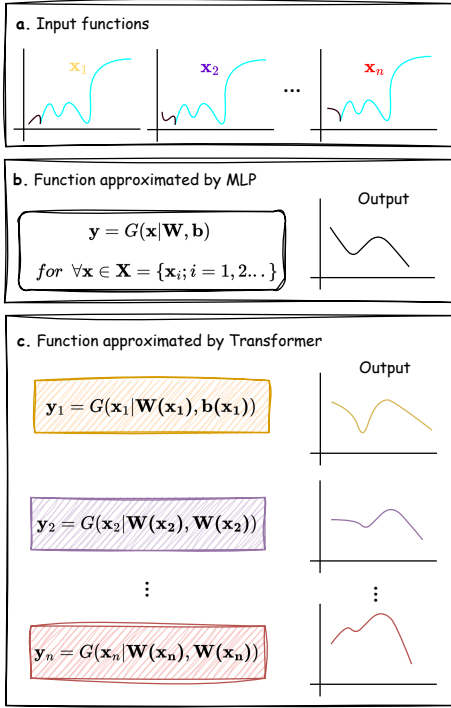 a. Input functions
x₁ x₂ ... xₙ
b. Function approximated by MLP
Output
y = G(x|W, b)
for ∀x ∈ X = {xᵢ; i = 1, 2...}
c. Function approximated by Transformer
Output
y₁ = G(x₁|W(x₁), b(x₁))
y₂ = G(x₂|W(x₂), W(x₂))
⋮ ⋮
yₙ = G(xₙ|W(xₙ), W(xₙ))